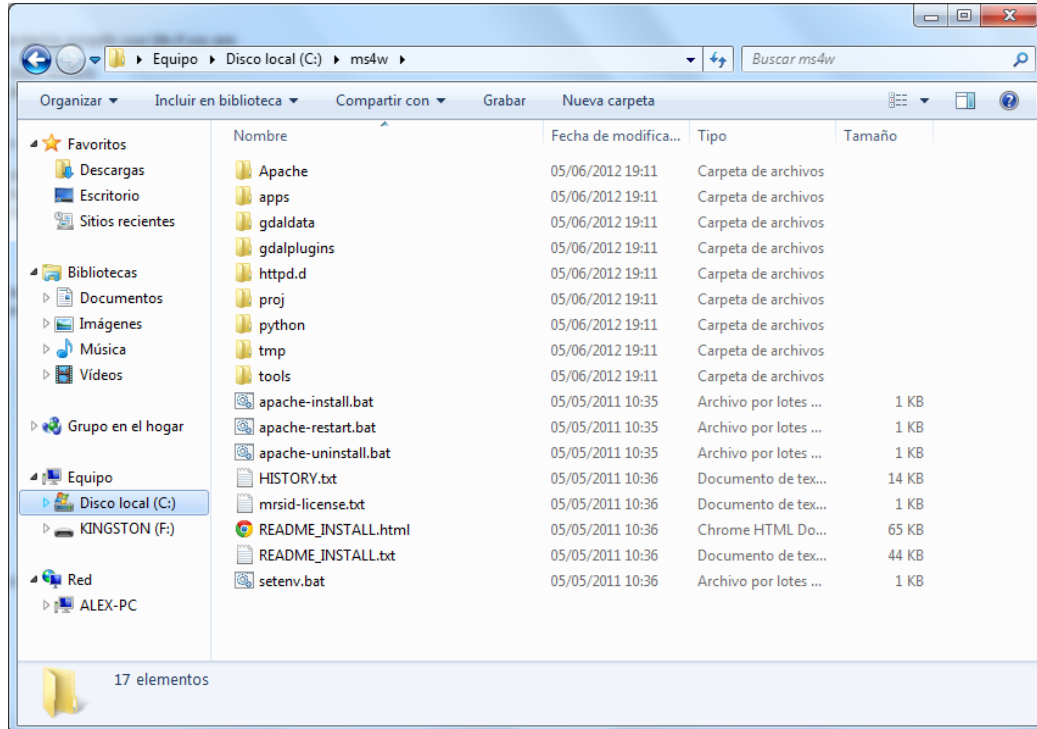 Equipo ▸ Disco local (C:) ▸ ms4w ▸
Buscar ms4w
Organizar Incluir en biblioteca Compartir con Grabar Nueva carpeta
Nombre Fecha de modifica... Tipo Tamaño
Favoritos
Descargas
Escritorio
Sitios recientes
Bibliotecas
Documentos
Imágenes
Música
Vídeos
Grupo en el hogar
Equipo
Disco local (C:)
KINGSTON (F:)
Red
ALEX-PC
Apache 05/06/2012 19:11 Carpeta de archivos
apps 05/06/2012 19:11 Carpeta de archivos
gdaldata 05/06/2012 19:11 Carpeta de archivos
gdalplugins 05/06/2012 19:11 Carpeta de archivos
httpd.d 05/06/2012 19:11 Carpeta de archivos
proj 05/06/2012 19:11 Carpeta de archivos
python 05/06/2012 19:11 Carpeta de archivos
tmp 05/06/2012 19:11 Carpeta de archivos
tools 05/06/2012 19:11 Carpeta de archivos
apache-install.bat 05/05/2011 10:35 Archivo por lotes ... 1 KB
apache-restart.bat 05/05/2011 10:35 Archivo por lotes ... 1 KB
apache-uninstall.bat 05/05/2011 10:35 Archivo por lotes ... 1 KB
HISTORY.txt 05/05/2011 10:36 Documento de tex... 14 KB
mrsid-license.txt 05/05/2011 10:36 Documento de tex... 1 KB
README_INSTALL.html 05/05/2011 10:36 Chrome HTML Do... 65 KB
README_INSTALL.txt 05/05/2011 10:36 Documento de tex... 44 KB
setenv.bat 05/05/2011 10:36 Archivo por lotes ... 1 KB
17 elementos